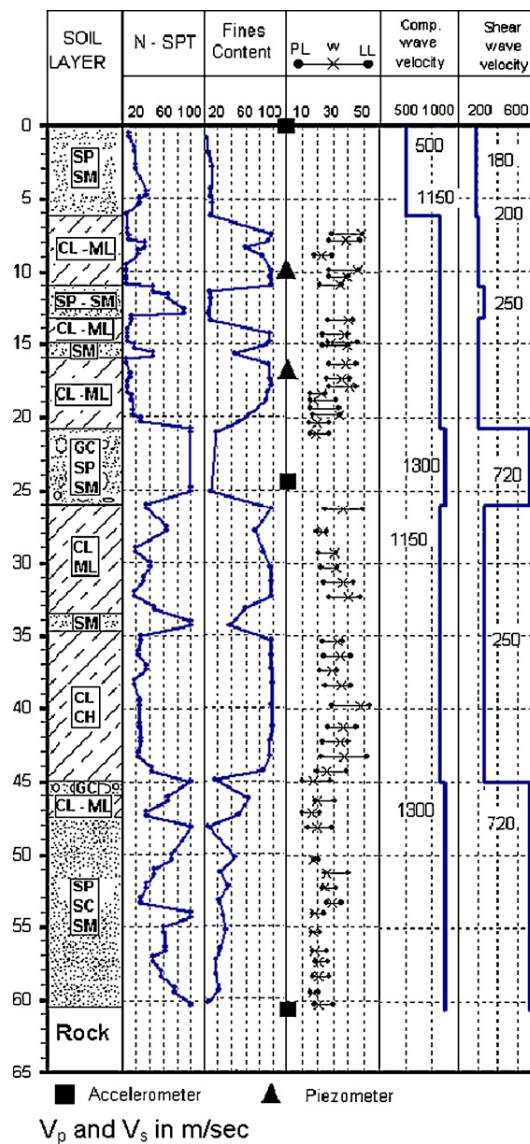 SOIL LAYER
N - SPT
Fines Content
PL W LL
Comp. wave velocity
Shear wave velocity
20 60 100
20 60 100
10 30 50
500 1000
200 600
0
5
10
15
20
25
30
35
40
45
50
55
60
65
SP
SM
CL - ML
SP - SM
CL - ML
SM
CL - ML
GC
SP
SM
CL
ML
SM
CL
CH
GC
CL - ML
SP
SC
SM
Rock
500
1150
1300
1150
1300
180
200
250
720
250
720
Accelerometer
Piezometer
Vp and Vs in m/sec